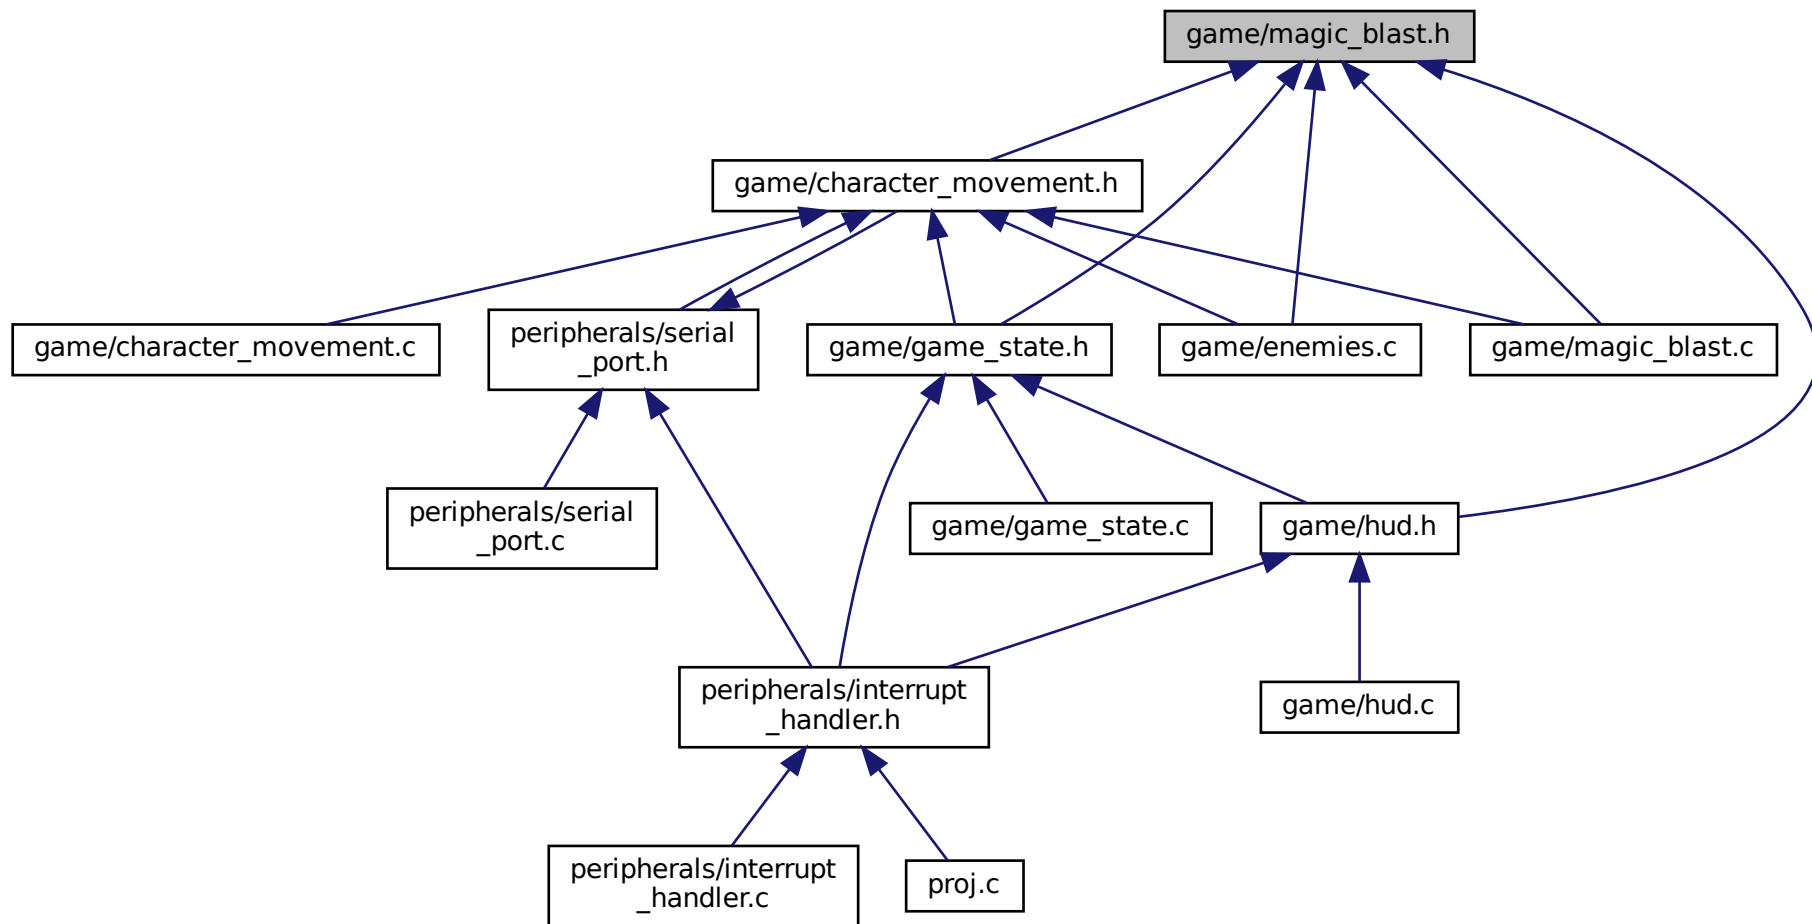 game/magic_blast.h
game/character_movement.h
game/character_movement.c
peripherals/serial
_port.h
game/game_state.h
game/enemies.c
game/magic_blast.c
peripherals/serial
_port.c
game/game_state.c
game/hud.h
peripherals/interrupt
_handler.h
game/hud.c
peripherals/interrupt
_handler.c
proj.c